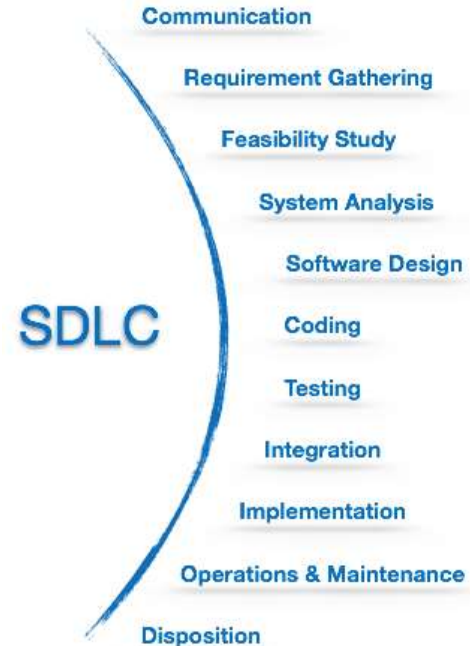 Communication
Requirement Gathering
Feasibility Study
System Analysis
Software Design
SDLC
Coding
Testing
Integration
Implementation
Operations & Maintenance
Disposition